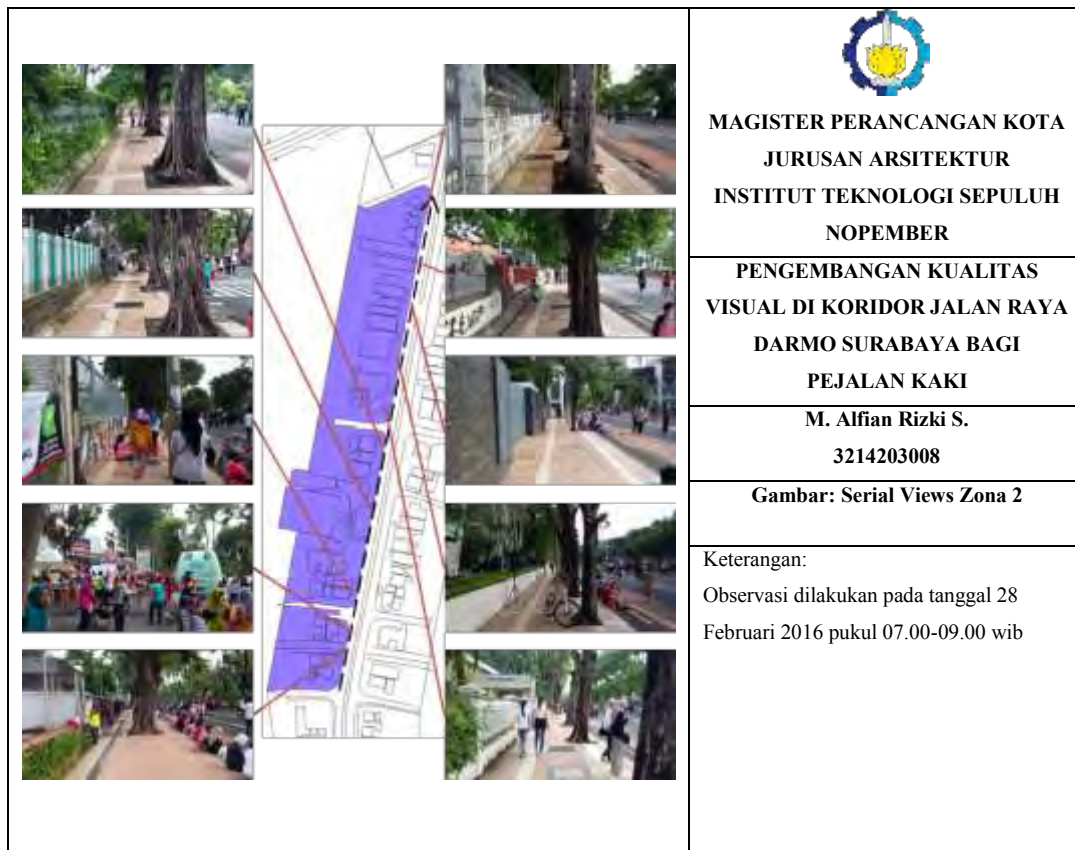 MAGISTER PERANCANGAN KOTA
JURUSAN ARSITEKTUR
INSTITUT TEKNOLOGI SEPULUH
NOPEMBER
PENGEMBANGAN KUALITAS
VISUAL DI KORIDOR JALAN RAYA
DARMO SURABAYA BAGI
PEJALAN KAKI
M. Alfian Rizki S.
3214203008
Gambar: Serial Views Zona 2
Keterangan:
Observasi dilakukan pada tanggal 28
Februari 2016 pukul 07.00-09.00 wib